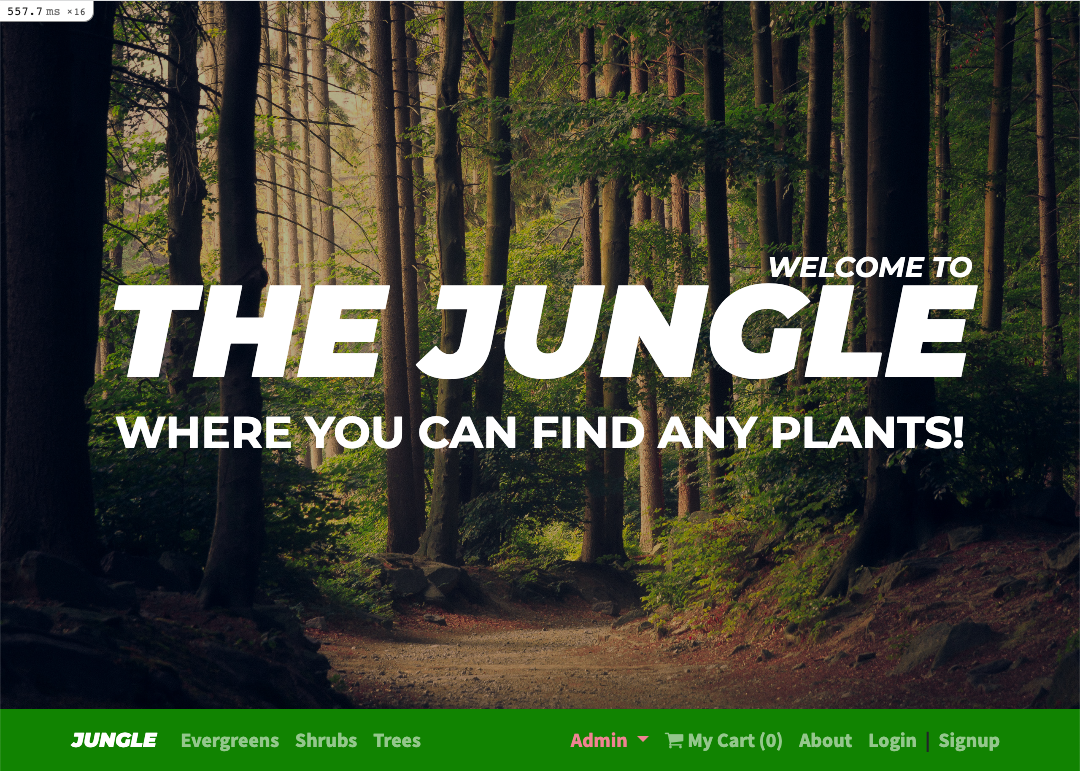 557.7 ms ×16
WELCOME TO
THE JUNGLE
WHERE YOU CAN FIND ANY PLANTS!
JUNGLE Evergreens Shrubs Trees Admin My Cart (0) About Login | Signup